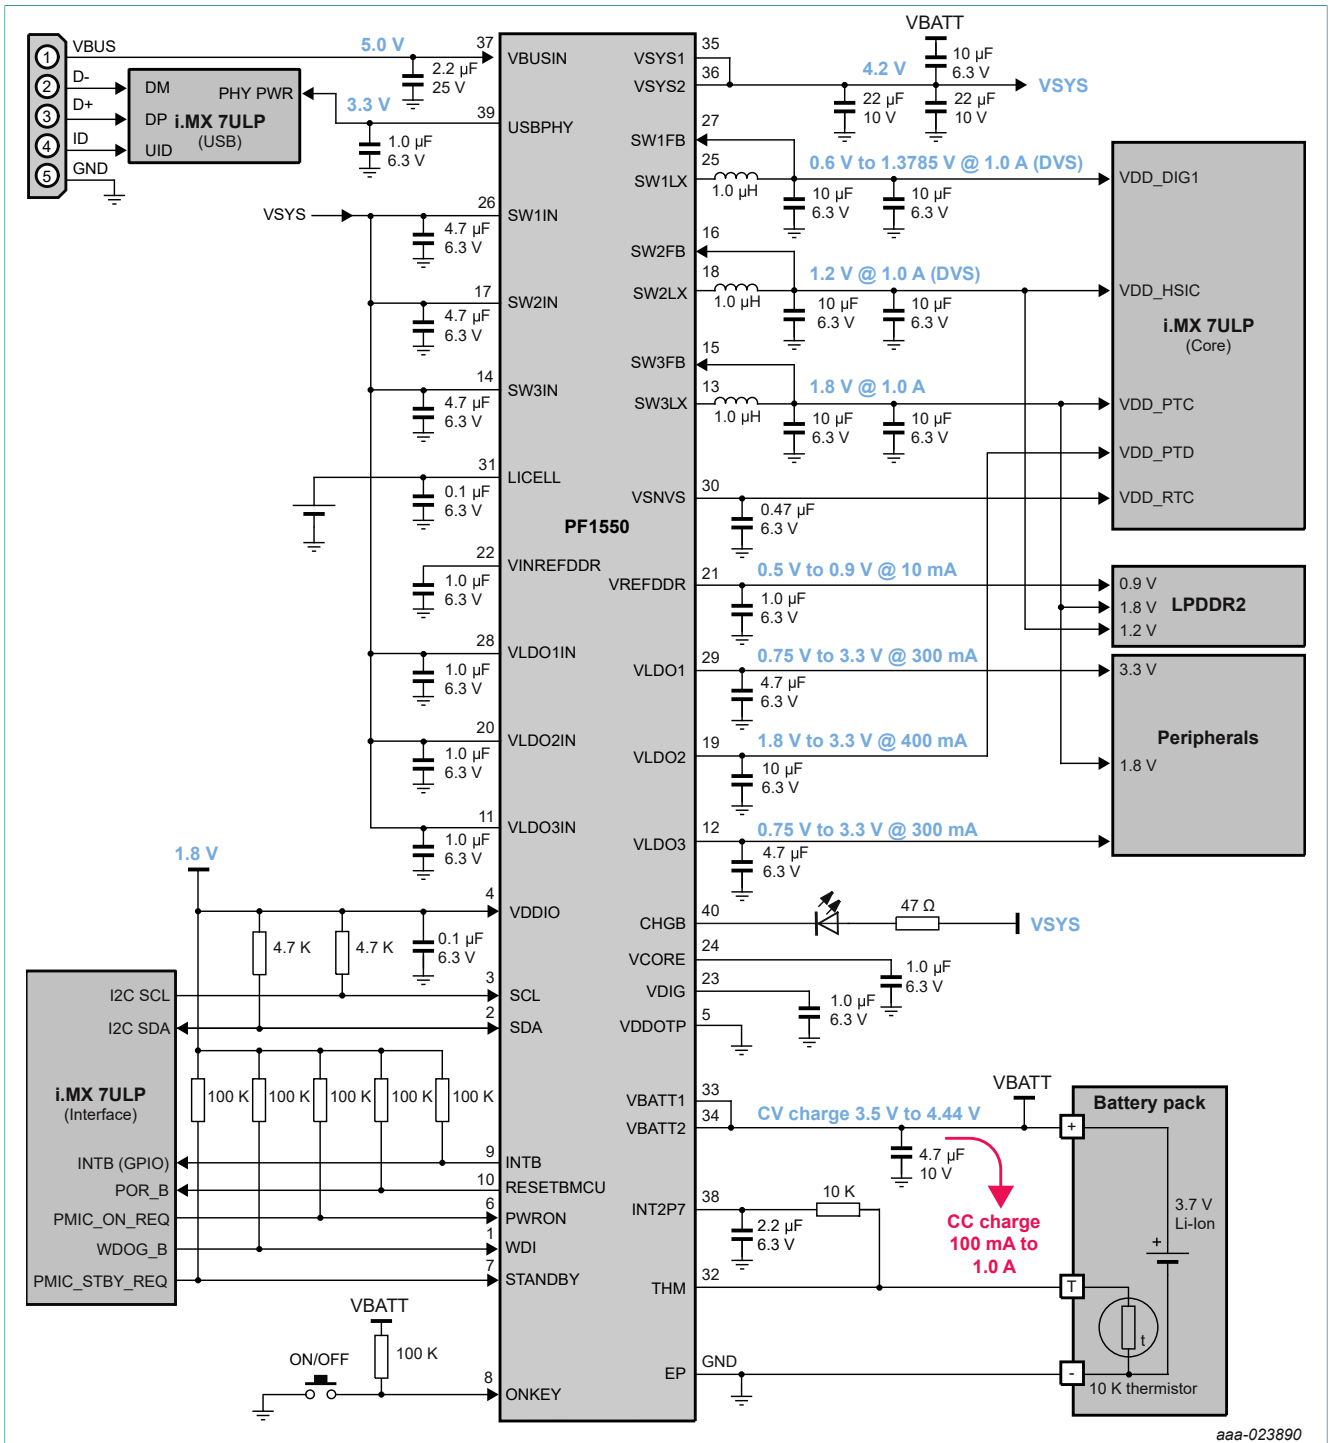 VBUS
5.0 V
37
VBUSIN
1
2.2 µF
25 V
D-
2
DM
PHY PWR
D+
3
DP
i.MX 7ULP
(USB)
3.3 V
39
USBPHY
ID
4
UID
1.0 µF
6.3 V
GND
5
VSYS
26
SW1IN
4.7 µF
6.3 V
17
SW2IN
4.7 µF
6.3 V
14
SW3IN
4.7 µF
6.3 V
31
LICELL
0.1 µF
6.3 V
22
VINREFDDR
1.0 µF
6.3 V
28
VLDO1IN
1.0 µF
6.3 V
20
VLDO2IN
1.0 µF
6.3 V
11
VLDO3IN
1.0 µF
6.3 V
1.8 V
4
VDDIO
4.7 K
4.7 K
0.1 µF
6.3 V
I2C SCL
3
SCL
I2C SDA
2
SDA
i.MX 7ULP
(Interface)
100 K
100 K
100 K
100 K
100 K
INTB (GPIO)
9
INTB
POR_B
10
RESETBMCU
PMIC_ON_REQ
6
PWRON
WDOG_B
1
WDI
PMIC_STBY_REQ
7
STANDBY
VBATT
100 K
ON/OFF
8
ONKEY
PF1550
VBATT
35
VSYS1
10 µF
6.3 V
36
VSYS2
4.2 V
VSYS
22 µF
10 V
22 µF
10 V
27
SW1FB
25
SW1LX
1.0 µH
0.6 V to 1.3785 V @ 1.0 A (DVS)
VDD_DIG1
10 µF
6.3 V
10 µF
6.3 V
16
SW2FB
18
SW2LX
1.0 µH
1.2 V @ 1.0 A (DVS)
VDD_HSIC
10 µF
6.3 V
10 µF
6.3 V
i.MX 7ULP
(Core)
15
SW3FB
13
SW3LX
1.0 µH
1.8 V @ 1.0 A
VDD_PTC
10 µF
6.3 V
10 µF
6.3 V
VDD_PTD
30
VSNVS
VDD_RTC
0.47 µF
6.3 V
21
VREFDDR
0.5 V to 0.9 V @ 10 mA
1.0 µF
6.3 V
0.9 V
1.8 V
LPDDR2
1.2 V
29
VLDO1
0.75 V to 3.3 V @ 300 mA
3.3 V
4.7 µF
6.3 V
19
VLDO2
1.8 V to 3.3 V @ 400 mA
10 µF
6.3 V
Peripherals
1.8 V
12
VLDO3
0.75 V to 3.3 V @ 300 mA
4.7 µF
6.3 V
40
CHGB
47 Ω
VSYS
24
VCORE
1.0 µF
6.3 V
23
VDIG
1.0 µF
6.3 V
5
VDDOTP
33
VBATT1
34
VBATT2
CV charge 3.5 V to 4.44 V
VBATT
4.7 µF
10 V
Battery pack
+
3.7 V
Li-Ion
+
CC charge
100 mA to
1.0 A
38
INT2P7
10 K
2.2 µF
6.3 V
32
THM
T
t
EP
GND
-
10 K thermistor
aaa-023890